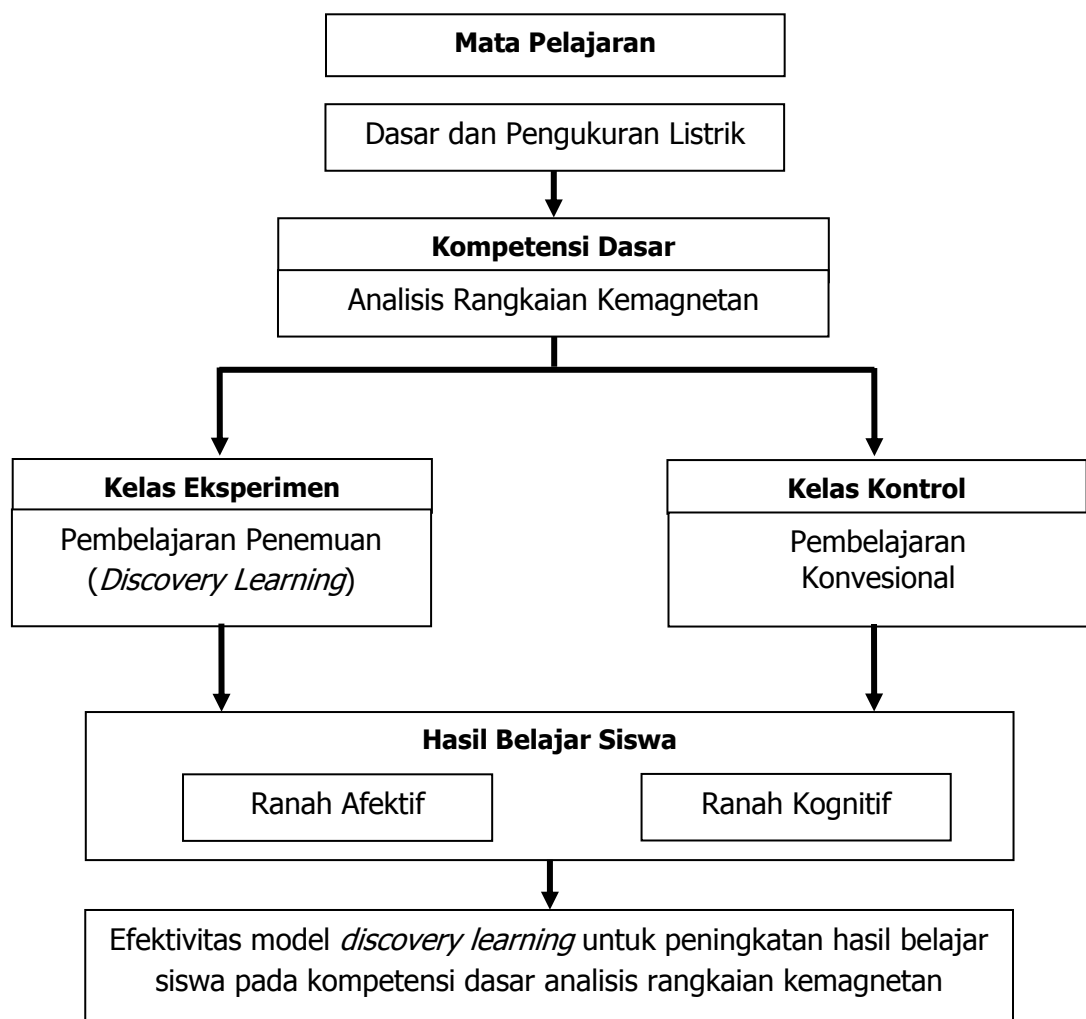 Mata Pelajaran
Dasar dan Pengukuran Listrik
Kompetensi Dasar
Analisis Rangkaian Kemagnetan
Kelas Eksperimen
Pembelajaran Penemuan
(Discovery Learning)
Kelas Kontrol
Pembelajaran
Konvesional
Hasil Belajar Siswa
Ranah Afektif
Ranah Kognitif
Efektivitas model discovery learning untuk peningkatan hasil belajar
siswa pada kompetensi dasar analisis rangkaian kemagnetan